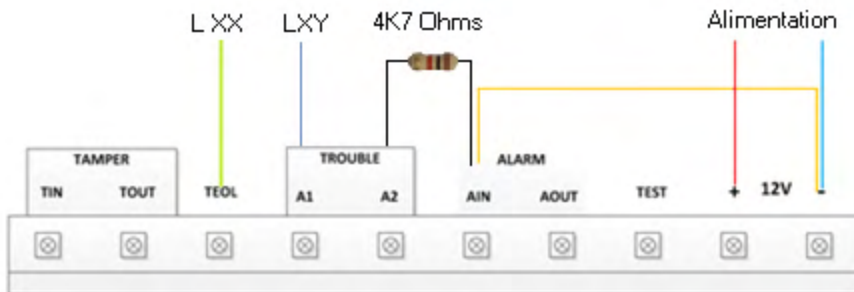 L XX LXY 4K7 Ohms Alimentation
TAMPER TROUBLE ALARM
TIN TOUT TEOL A1 A2 AIN AOUT TEST + 12V -